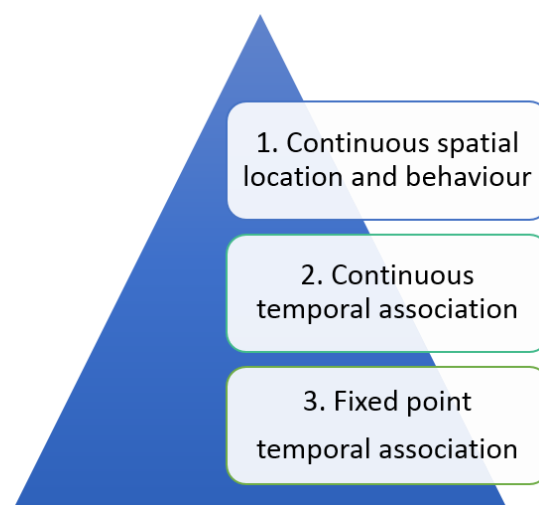 1. Continuous spatial
location and behaviour
2. Continuous
temporal association
3. Fixed point
temporal association